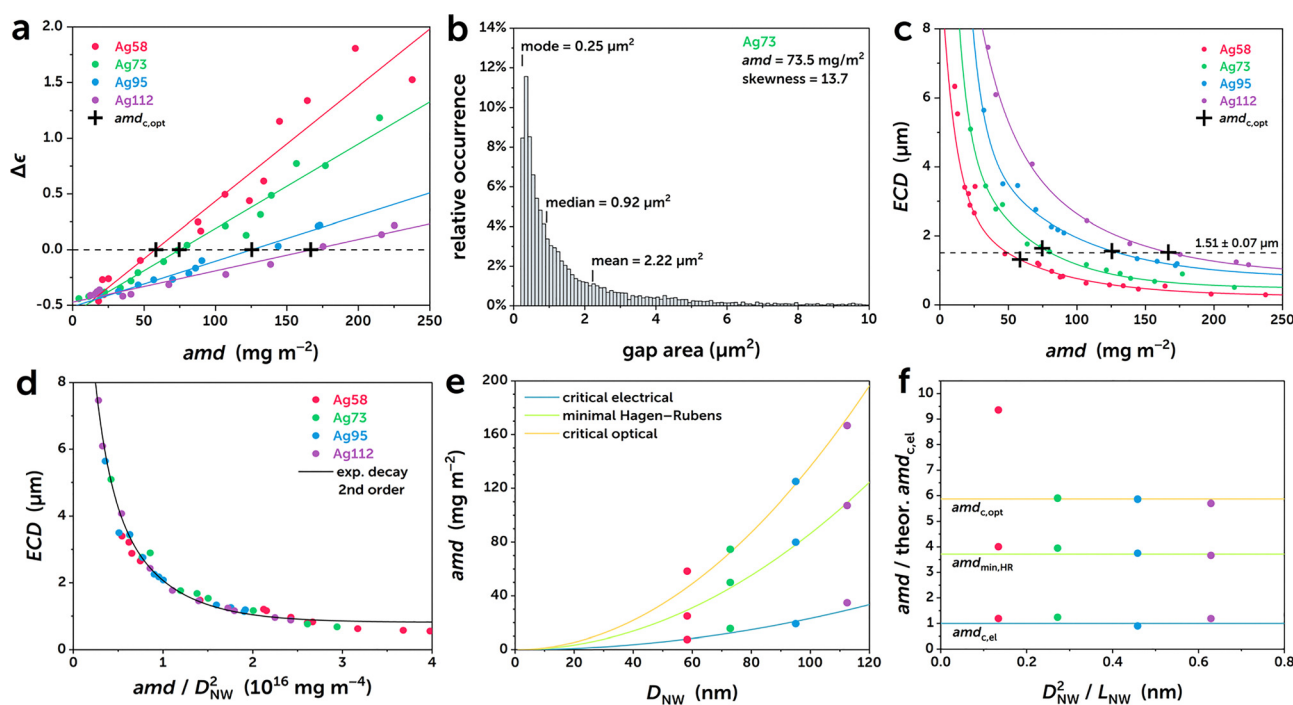 a
2.0
1.5
1.0
0.5
0.0
-0.5
Δϵ
Ag58
Ag73
Ag95
Ag112
amdc,opt
0 50 100 150 200 250
amd (mg m−2)
b
14%
12%
10%
8%
6%
4%
2%
0%
relative occurrence
mode = 0.25 µm2
Ag73
amd = 73.5 mg/m2
skewness = 13.7
median = 0.92 µm2
mean = 2.22 µm2
0 2 4 6 8 10
gap area (µm2)
c
8
6
4
2
0
ECD (µm)
Ag58
Ag73
Ag95
Ag112
amdc,opt
1.51 ± 0.07 µm
0 50 100 150 200 250
amd (mg m−2)
d
8
6
4
2
0
ECD (µm)
Ag58
Ag73
Ag95
Ag112
exp. decay
2nd order
0 1 2 3 4
amd / D2NW (1016 mg m−4)
e
200
160
120
80
40
0
amd (mg m−2)
critical electrical
minimal Hagen–Rubens
critical optical
0 20 40 60 80 100 120
DNW (nm)
f
10
9
8
7
6
5
4
3
2
1
0
amd / theor. amdc,el
amdc,opt
amdmin,HR
amdc,el
0.0 0.2 0.4 0.6 0.8
D2NW / LNW (nm)